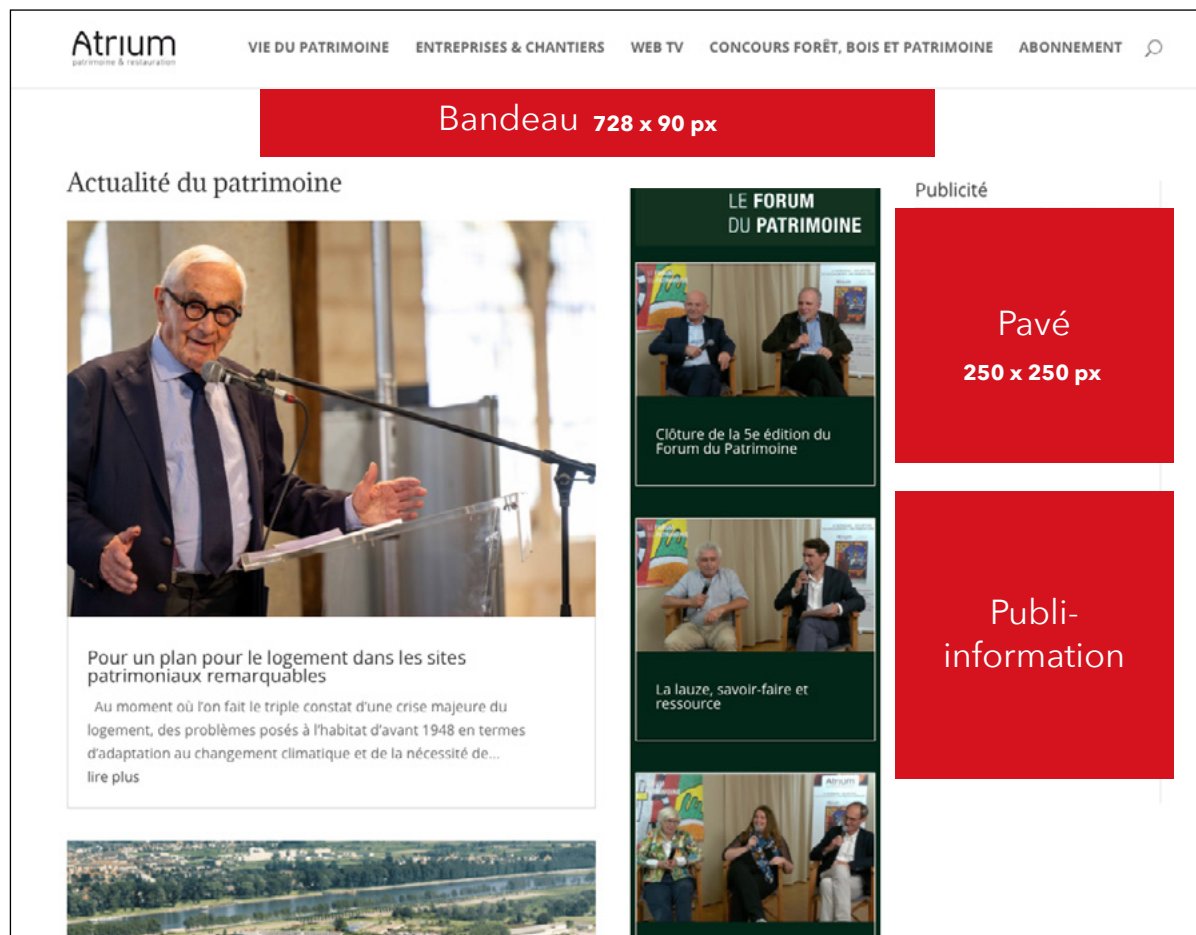 Atrium
patrimoine & restauration
VIE DU PATRIMOINE ENTREPRISES & CHANTIERS WEB TV CONCOURS FORÊT, BOIS ET PATRIMOINE ABONNEMENT
Bandeau 728 x 90 px
Actualité du patrimoine
Pour un plan pour le logement dans les sites
patrimoniaux remarquables
Au moment où l'on fait le triple constat d'une crise majeure du
logement, des problèmes posés à l'habitat d'avant 1948 en termes
d'adaptation au changement climatique et de la nécessité de...
lire plus
LE FORUM
DU PATRIMOINE
Clôture de la 5e édition du
Forum du Patrimoine
La lauze, savoir-faire et
ressource
Atrium
Publicité
Pavé
250 x 250 px
Publi-
information